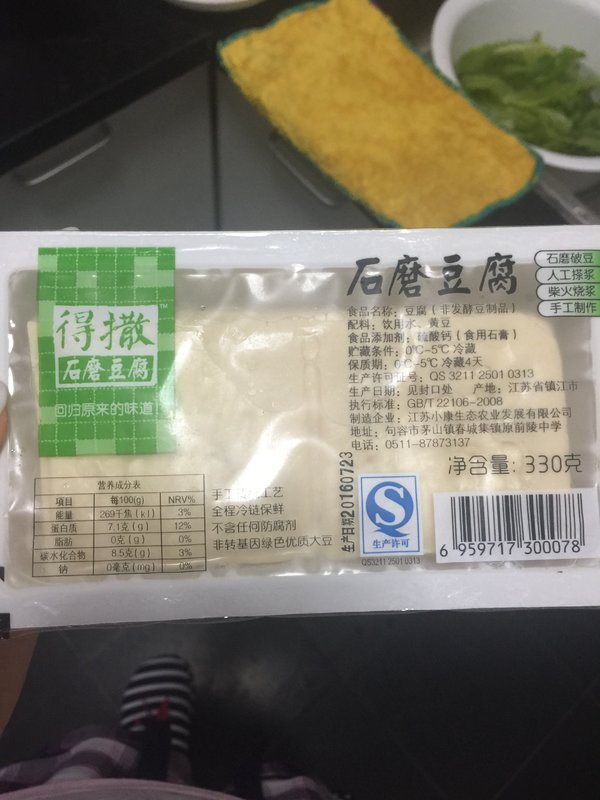 得撒™
石磨豆腐
回归原来的味道
石磨豆腐
石磨破豆
人工揉浆
柴火烧浆
手工制作
食品名称：豆腐（非发酵豆制品）
配料：饮用水、黄豆
食品添加剂：硫酸钙（食用石膏）
贮藏条件：0℃-5℃ 冷藏
保质期：0℃-5℃ 冷藏4天
生产许可证号：QS 3211 2501 0313
生产日期：见封口处 产地：江苏省镇江市
执行标准：GB/T 22106-2008
制造企业：江苏小康生态农业发展有限公司
地址：句容市茅山镇春城集镇原前陵中学
电话：0511-87873137
净含量：330克
营养成分表
项目 每100(g) NRV%
能量 269千焦(kJ) 3%
蛋白质 7.1克(g) 12%
脂肪 0克(g) 0%
碳水化合物 8.5克(g) 3%
钠 0毫克(mg) 0%
手工 工艺
全程冷链保鲜
不含任何防腐剂
非转基因绿色优质大豆
生产日期20160723
QS
生产许可
QS3211 2501 0313
6 959717 300078